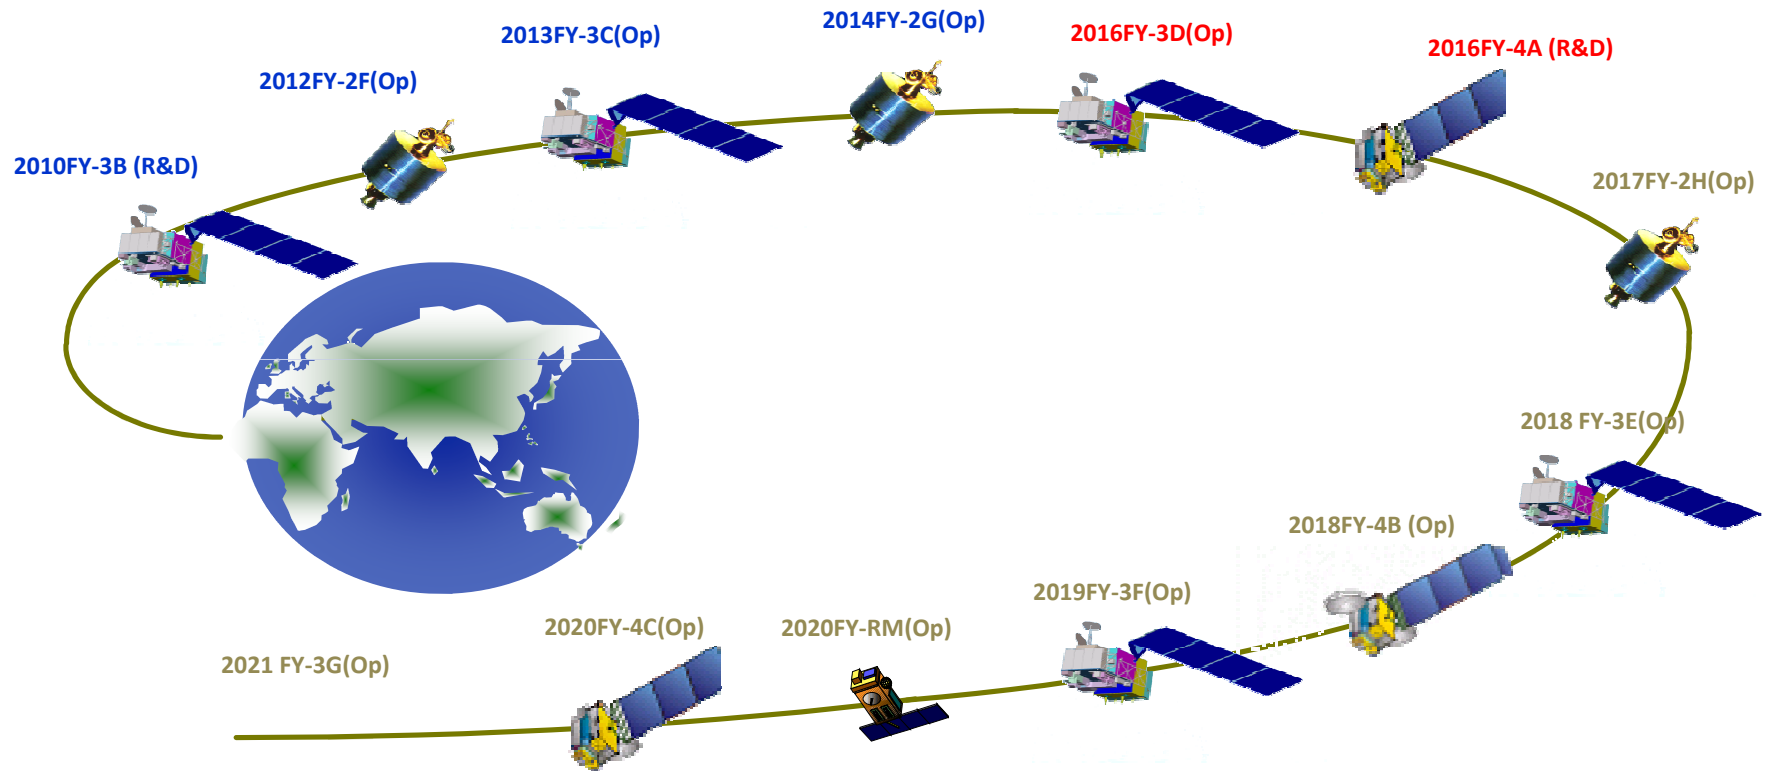 2010FY-3B (R&D)
2012FY-2F(Op)
2013FY-3C(Op)
2014FY-2G(Op)
2016FY-3D(Op)
2016FY-4A (R&D)
2017FY-2H(Op)
2018 FY-3E(Op)
2018FY-4B (Op)
2019FY-3F(Op)
2020FY-RM(Op)
2020FY-4C(Op)
2021 FY-3G(Op)